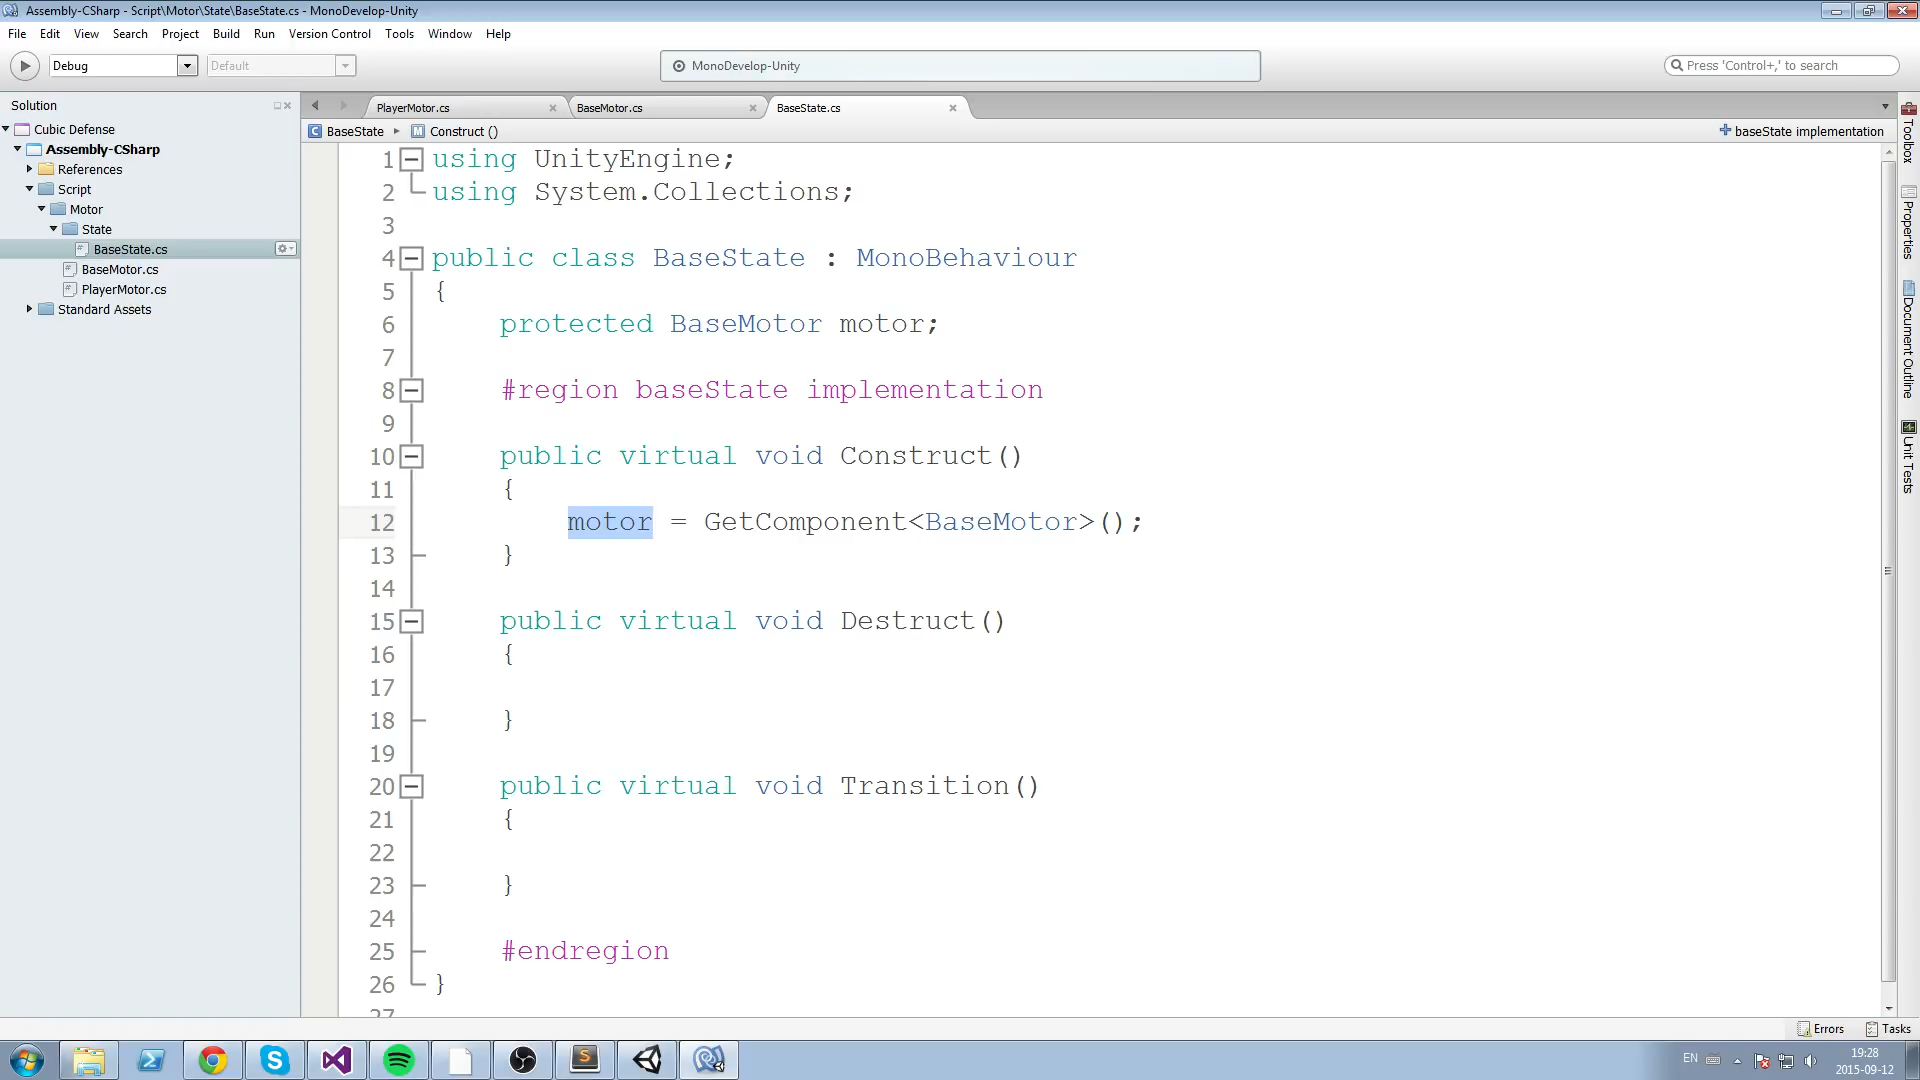 Assembly-CSharp - Script\Motor\State\BaseState.cs - MonoDevelop-Unity
File Edit View Search Project Build Run Version Control Tools Window Help
Debug Default MonoDevelop-Unity Press 'Control+,' to search
Solution
Cubic Defense
Assembly-CSharp
References
Script
Motor
State
BaseState.cs
BaseMotor.cs
PlayerMotor.cs
Standard Assets
PlayerMotor.cs BaseMotor.cs BaseState.cs
BaseState Construct () baseState implementation
1 using UnityEngine;
2 using System.Collections;
3
4 public class BaseState : MonoBehaviour
5 {
6 protected BaseMotor motor;
7
8 #region baseState implementation
9
10 public virtual void Construct()
11 {
12 motor = GetComponent<BaseMotor>();
13 }
14
15 public virtual void Destruct()
16 {
17
18 }
19
20 public virtual void Transition()
21 {
22
23 }
24
25 #endregion
26 }
27
Toolbox
Properties
Document Outline
Unit Tests
Errors Tasks
EN
19:28
2015-09-12